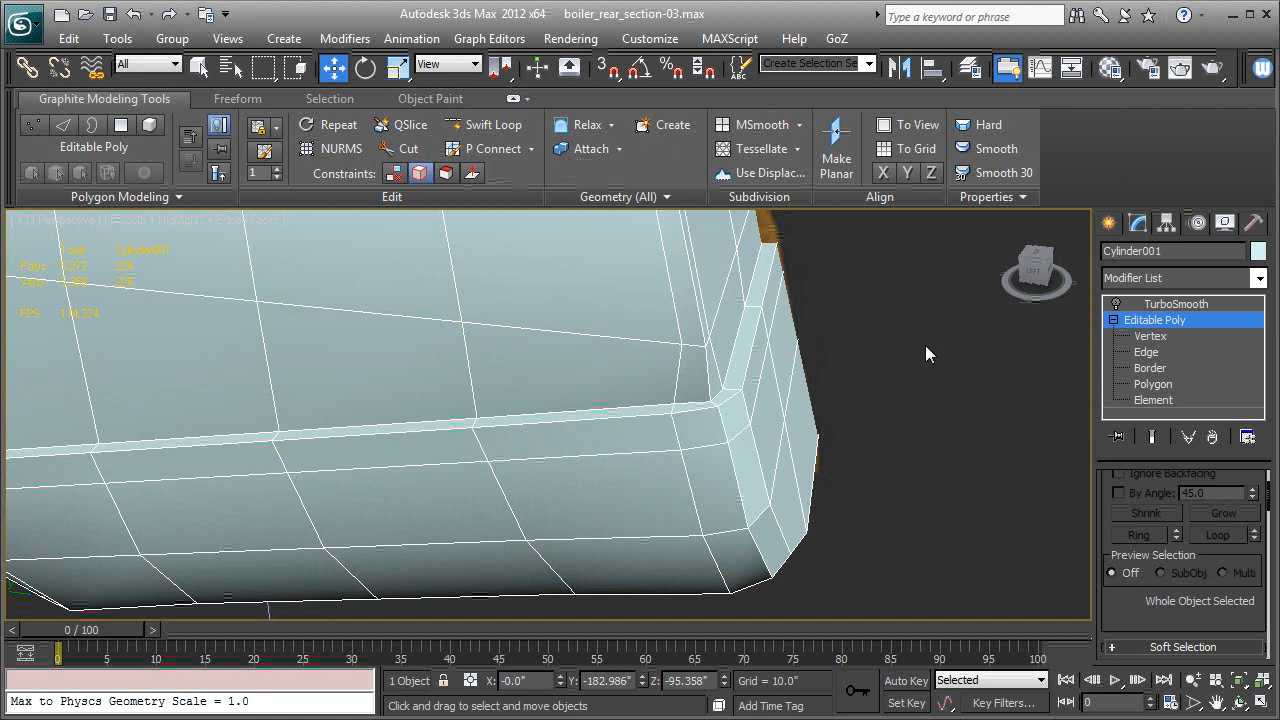 Autodesk 3ds Max 2012 x64 boiler_rear_section-03.max
Type a keyword or phrase
Edit Tools Group Views Create Modifiers Animation Graph Editors Rendering Customize MAXScript Help GoZ
All View Create Selection Se
Graphite Modeling Tools Freeform Selection Object Paint
Repeat QSlice Swift Loop Relax Create MSmooth To View Hard
Editable Poly NURMS Cut P Connect Attach Tessellate To Grid Smooth
1 Constraints: Make Planar Use Displac... X Y Z Smooth 30
Polygon Modeling Edit Geometry (All) Subdivision Align Properties
Cylinder001
Modifier List
TurboSmooth
Editable Poly
Vertex
Edge
Border
Polygon
Element
FPS:
LEFT
Ignore Backfacing
By Angle: 45.0
Shrink Grow
Ring Loop
Preview Selection
Off SubObj Multi
Whole Object Selected
Soft Selection
< 0 / 100 >
0 5 10 15 20 25 30 35 40 45 50 55 60 65 70 75 80 85 90 95 100
1 Object X: -0.0" Y: -182.986" Z: -95.358" Grid = 10.0" Auto Key Selected
Max to Physcs Geometry Scale = 1.0 Click and drag to select and move objects Add Time Tag Set Key Key Filters... 0